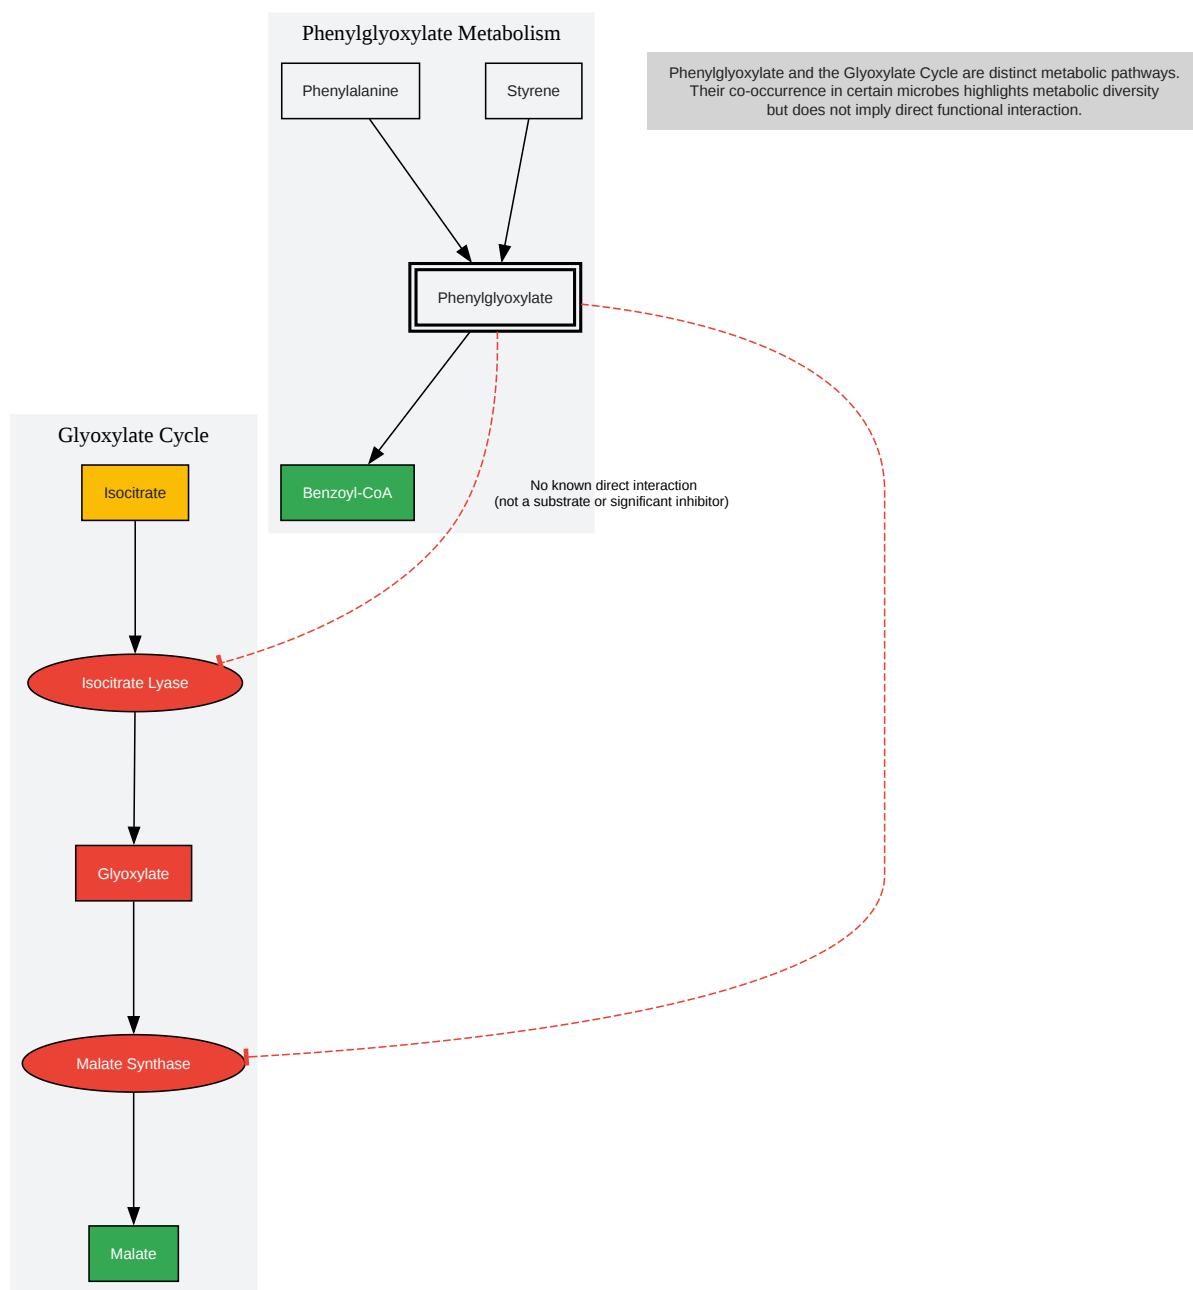 Phenylglyoxylate Metabolism
Phenylalanine
Styrene
Phenylglyoxylate and the Glyoxylate Cycle are distinct metabolic pathways.
Their co-occurrence in certain microbes highlights metabolic diversity
but does not imply direct functional interaction.
Phenylglyoxylate
Glyoxylate Cycle
Isocitrate
Benzoyl-CoA
No known direct interaction
(not a substrate or significant inhibitor)
Isocitrate Lyase
Glyoxylate
Malate Synthase
Malate